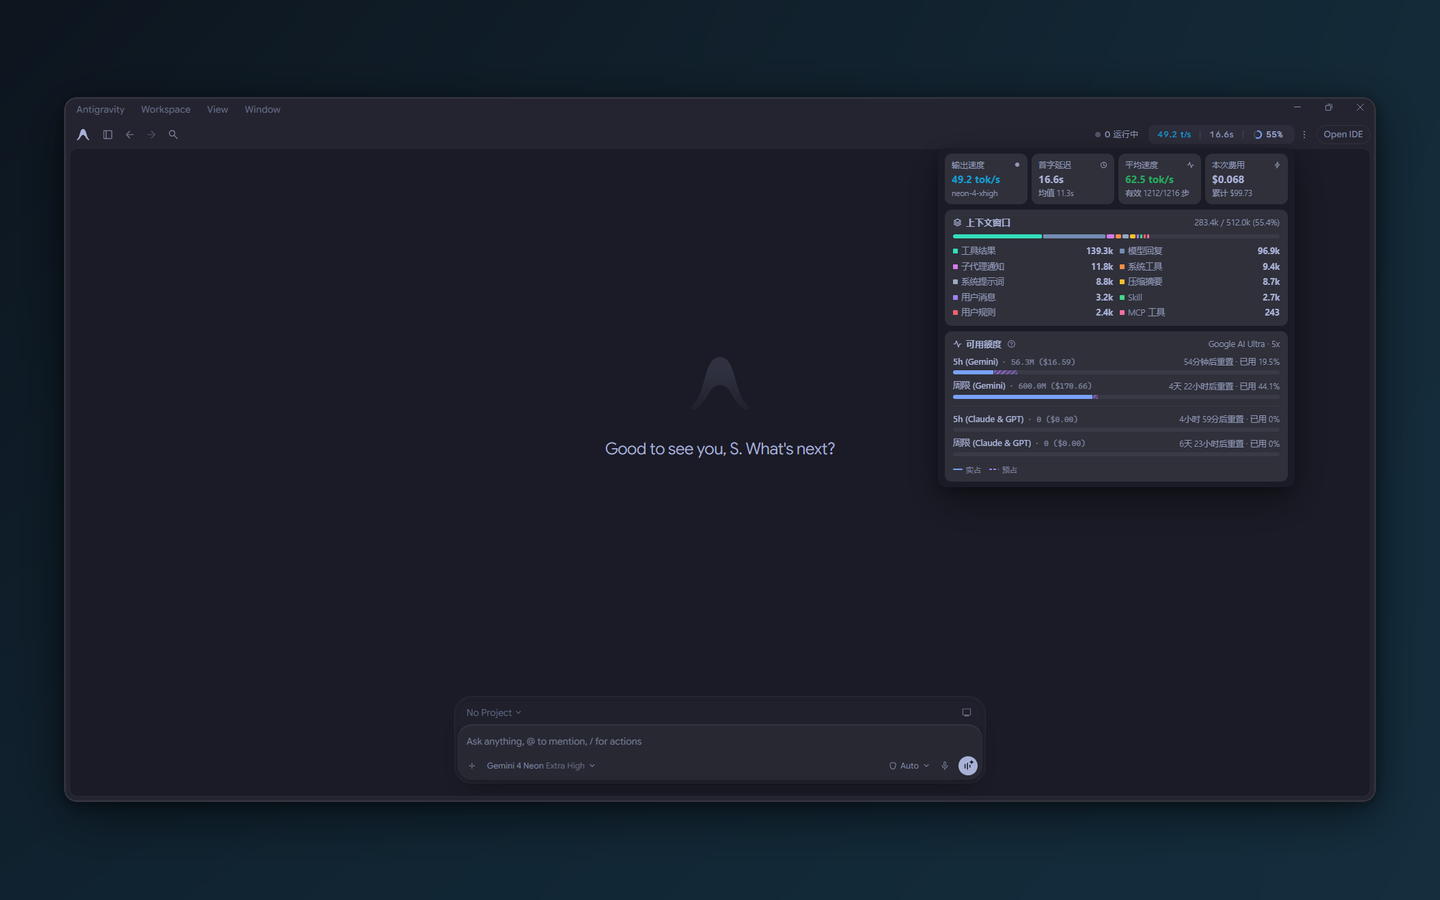 Antigravity Workspace View Window
0 运行中 49.2 t/s 16.6s 55% Open IDE
输出速度
49.2 tok/s
neon-4-xhigh
首字延迟
16.6s
均值 11.3s
平均速度
62.5 tok/s
有效 1212/1216 步
本次费用
$0.068
累计 $99.73
上下文窗口 283.4k / 512.0k (55.4%)
工具结果 139.3k 模型回复 96.9k
子代理通知 11.8k 系统工具 9.4k
系统提示词 8.8k 压缩摘要 8.7k
用户消息 3.2k Skill 2.7k
用户规则 2.4k MCP 工具 243
可用额度 Google AI Ultra · 5x
5h (Gemini) · 56.3M ($16.59) 54分钟后重置 · 已用 19.5%
周限 (Gemini) · 600.0M ($170.66) 4天 22小时后重置 · 已用 44.1%
5h (Claude & GPT) · 0 ($0.00) 4小时 59分后重置 · 已用 0%
周限 (Claude & GPT) · 0 ($0.00) 6天 23小时后重置 · 已用 0%
实占 预占
Good to see you, S. What's next?
No Project
Ask anything, @ to mention, / for actions
Gemini 4 Neon Extra High Auto